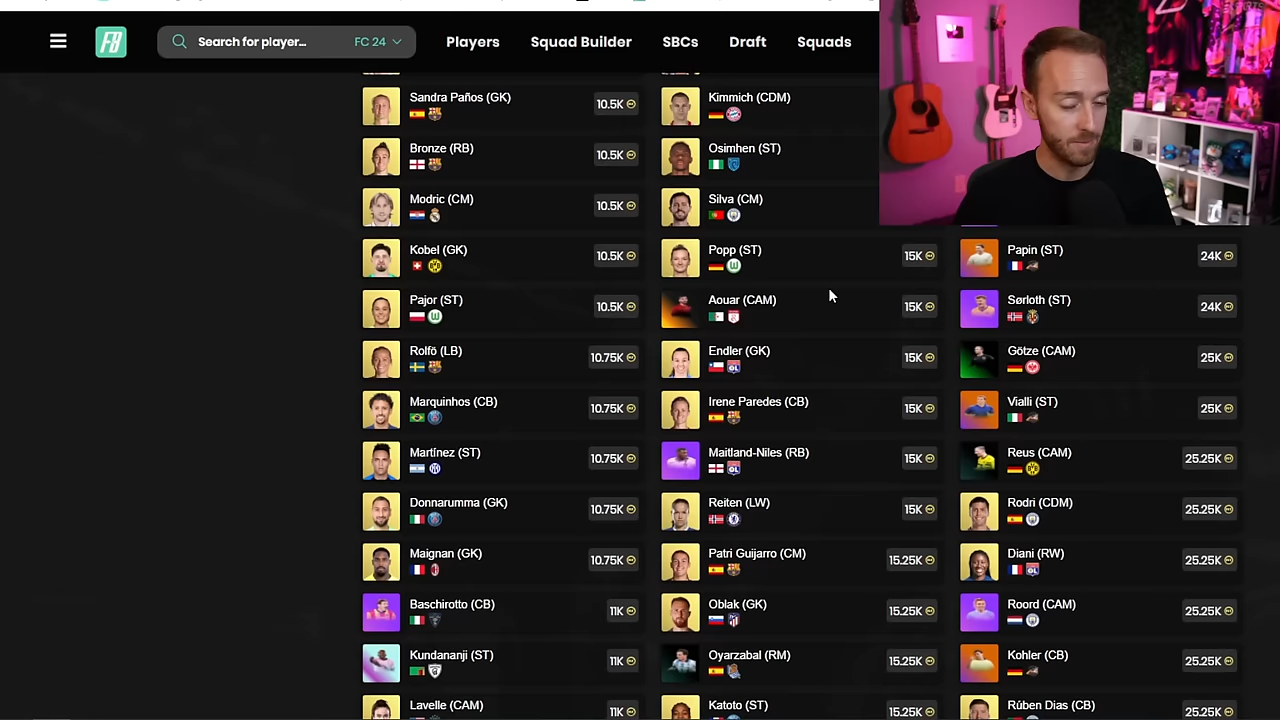 FB
Search for player...
FC 24
Players
Squad Builder
SBCs
Draft
Squads
Sandra Paños (GK)
10.5K
Bronze (RB)
10.5K
Modric (CM)
10.5K
Kobel (GK)
10.5K
Pajor (ST)
10.5K
Rolfö (LB)
10.75K
Marquinhos (CB)
10.75K
Martínez (ST)
10.75K
Donnarumma (GK)
10.75K
Maignan (GK)
10.75K
Baschirotto (CB)
11K
Kundananji (ST)
11K
Lavelle (CAM)
11K
Kimmich (CDM)
Osimhen (ST)
Silva (CM)
Popp (ST)
15K
Aouar (CAM)
15K
Endler (GK)
15K
Irene Paredes (CB)
15K
Maitland-Niles (RB)
15K
Reiten (LW)
15K
Patri Guijarro (CM)
15.25K
Oblak (GK)
15.25K
Oyarzabal (RM)
15.25K
Katoto (ST)
15.25K
Papin (ST)
24K
Sørloth (ST)
24K
Götze (CAM)
25K
Vialli (ST)
25K
Reus (CAM)
25.25K
Rodri (CDM)
25.25K
Diani (RW)
25.25K
Roord (CAM)
25.25K
Kohler (CB)
25.25K
Rúben Dias (CB)
25.25K